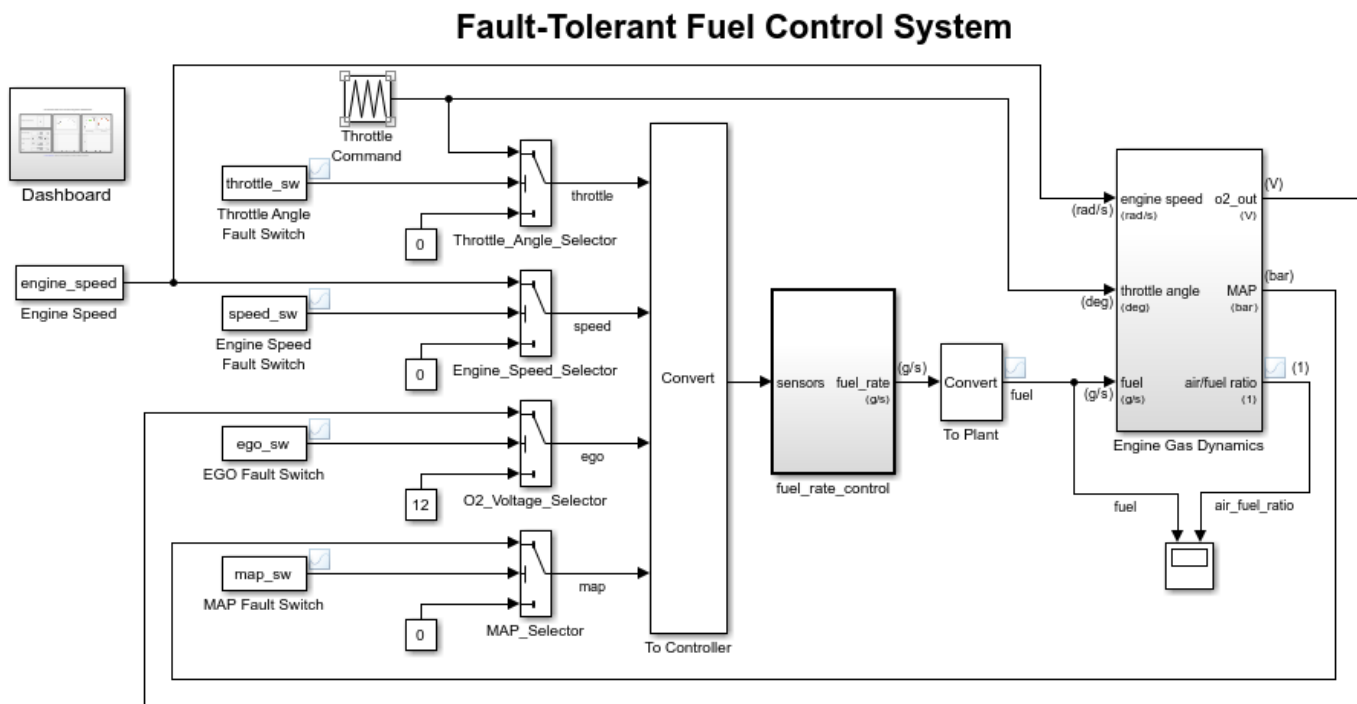 Fault-Tolerant Fuel Control System
Dashboard
Throttle
Command
throttle_sw
Throttle Angle
Fault Switch
0
throttle
Throttle_Angle_Selector
engine_speed
Engine Speed
speed_sw
Engine Speed
Fault Switch
0
speed
Engine_Speed_Selector
ego_sw
EGO Fault Switch
12
ego
O2_Voltage_Selector
map_sw
MAP Fault Switch
0
map
MAP_Selector
Convert
To Controller
sensors
fuel_rate
(g/s)
fuel_rate_control
(g/s)
Convert
To Plant
fuel
(rad/s)
(deg)
(g/s)
engine speed
(rad/s)
throttle angle
(deg)
fuel
(g/s)
o2_out
(V)
MAP
(bar)
air/fuel ratio
(1)
Engine Gas Dynamics
(V)
(bar)
(1)
fuel
air_fuel_ratio